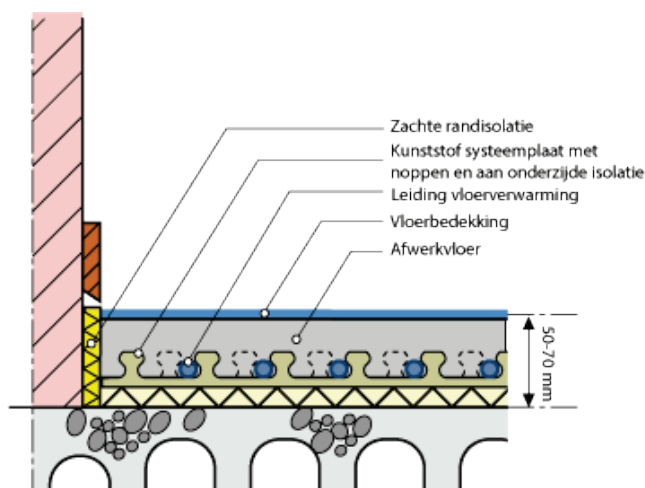 Zachte randisolatie
Kunststof systeemplaat met
noppen en aan onderzijde isolatie
Leiding vloerverwarming
Vloerbedekking
Afwerkvloer
50-70 mm